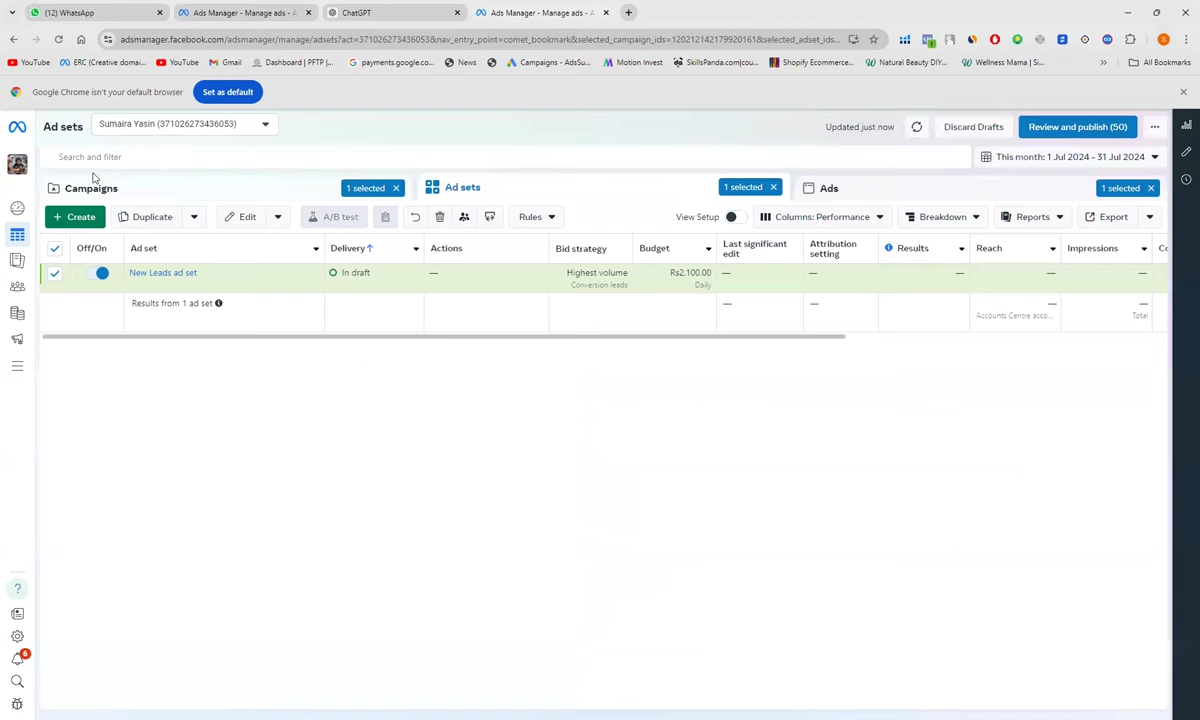 (12) WhatsApp
Ads Manager - Manage ads -
ChatGPT
Ads Manager - Manage ads -
adsmanager.facebook.com/adsmanager/manage/adsets?act=371026273436053&nav_entry_point=comet_bookmark&selected_campaign_ids=120212142179920161&selected_adset_ids...
YouTube
ERC (Creative domai...
YouTube
Gmail
Dashboard | PFTP |...
payments.google.co...
News
Campaigns - AdsSu...
Motion Invest
SkillsPanda.com|cou...
Shopify Ecommerce...
Natural Beauty DIY...
Wellness Mama | Si...
All Bookmarks
Google Chrome isn't your default browser
Set as default
Ad sets
Sumaira Yasin (371026273436053)
Updated just now
Discard Drafts
Review and publish (50)
Search and filter
This month: 1 Jul 2024 - 31 Jul 2024
Campaigns
1 selected
Ad sets
1 selected
Ads
1 selected
Create
Duplicate
Edit
A/B test
Rules
View Setup
Columns: Performance
Breakdown
Reports
Export
Off/On
Ad set
Delivery
Actions
Bid strategy
Budget
Last significant edit
Attribution setting
Results
Reach
Impressions
New Leads ad set
In draft
—
Highest volume
Conversion leads
Rs2.100.00
Daily
—
—
—
—
—
Results from 1 ad set
—
—
—
Accounts Centre acco...
—
Total
6